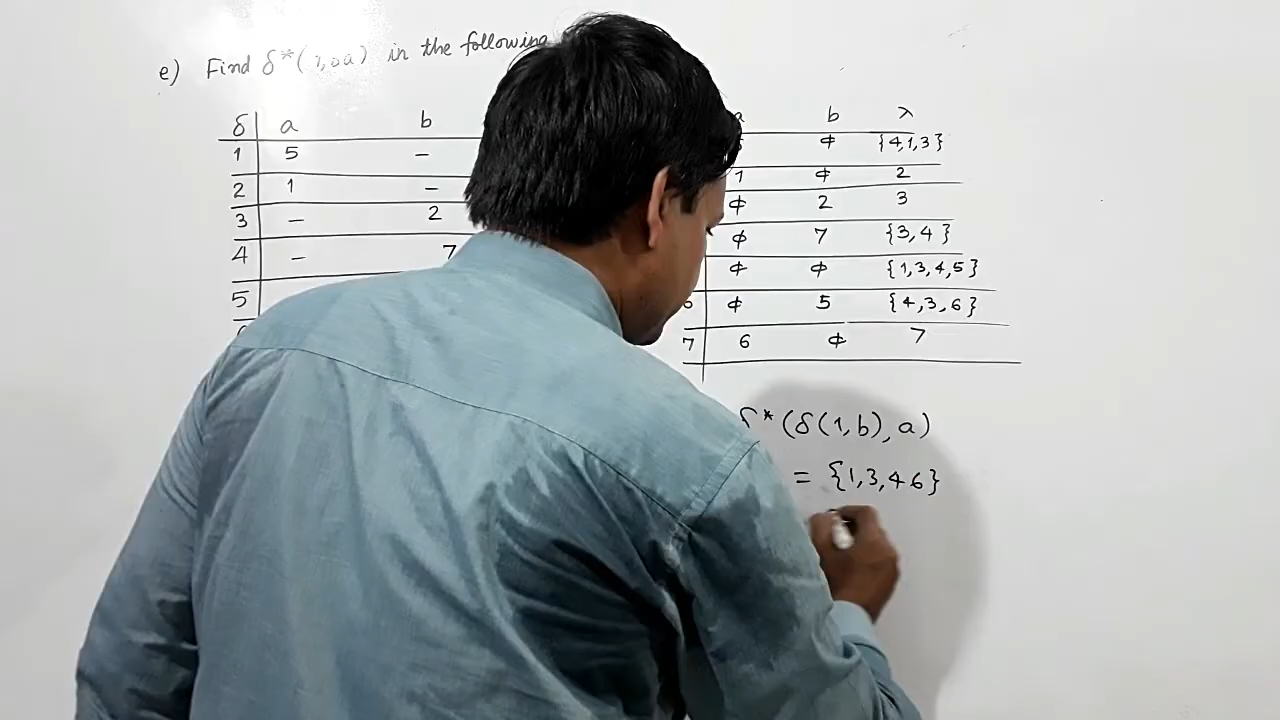 e) Find δ*(1,ba) in the following
δ a b
1 5 –
2 1 –
3 – 2
4 – 7
5
a b λ
ϕ {4,1,3}
1 ϕ 2
ϕ 2 3
ϕ 7 {3,4}
ϕ ϕ {1,3,4,5}
6 ϕ 5 {4,3,6}
7 6 ϕ 7
δ*(δ(1,b),a)
= {1,3,4 6}